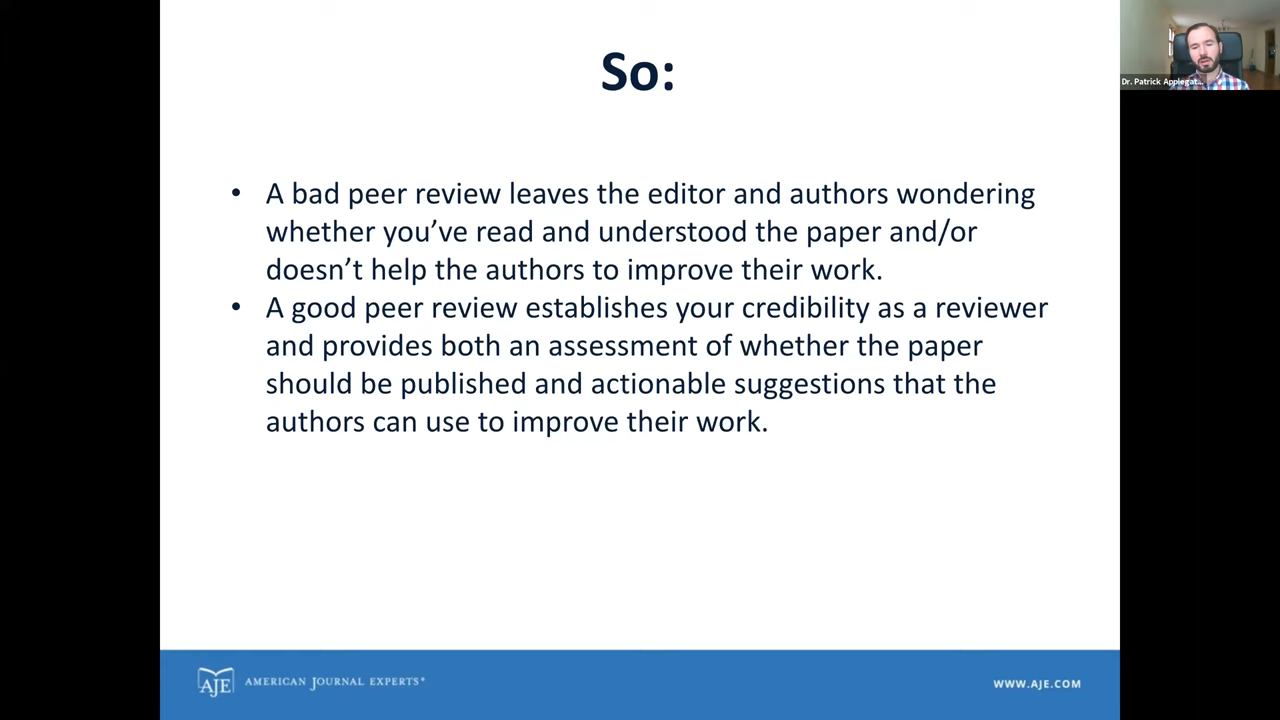 So:
Dr. Patrick Applegat...
• A bad peer review leaves the editor and authors wondering
whether you’ve read and understood the paper and/or
doesn’t help the authors to improve their work.
• A good peer review establishes your credibility as a reviewer
and provides both an assessment of whether the paper
should be published and actionable suggestions that the
authors can use to improve their work.
AJE AMERICAN JOURNAL EXPERTS®
WWW.AJE.COM